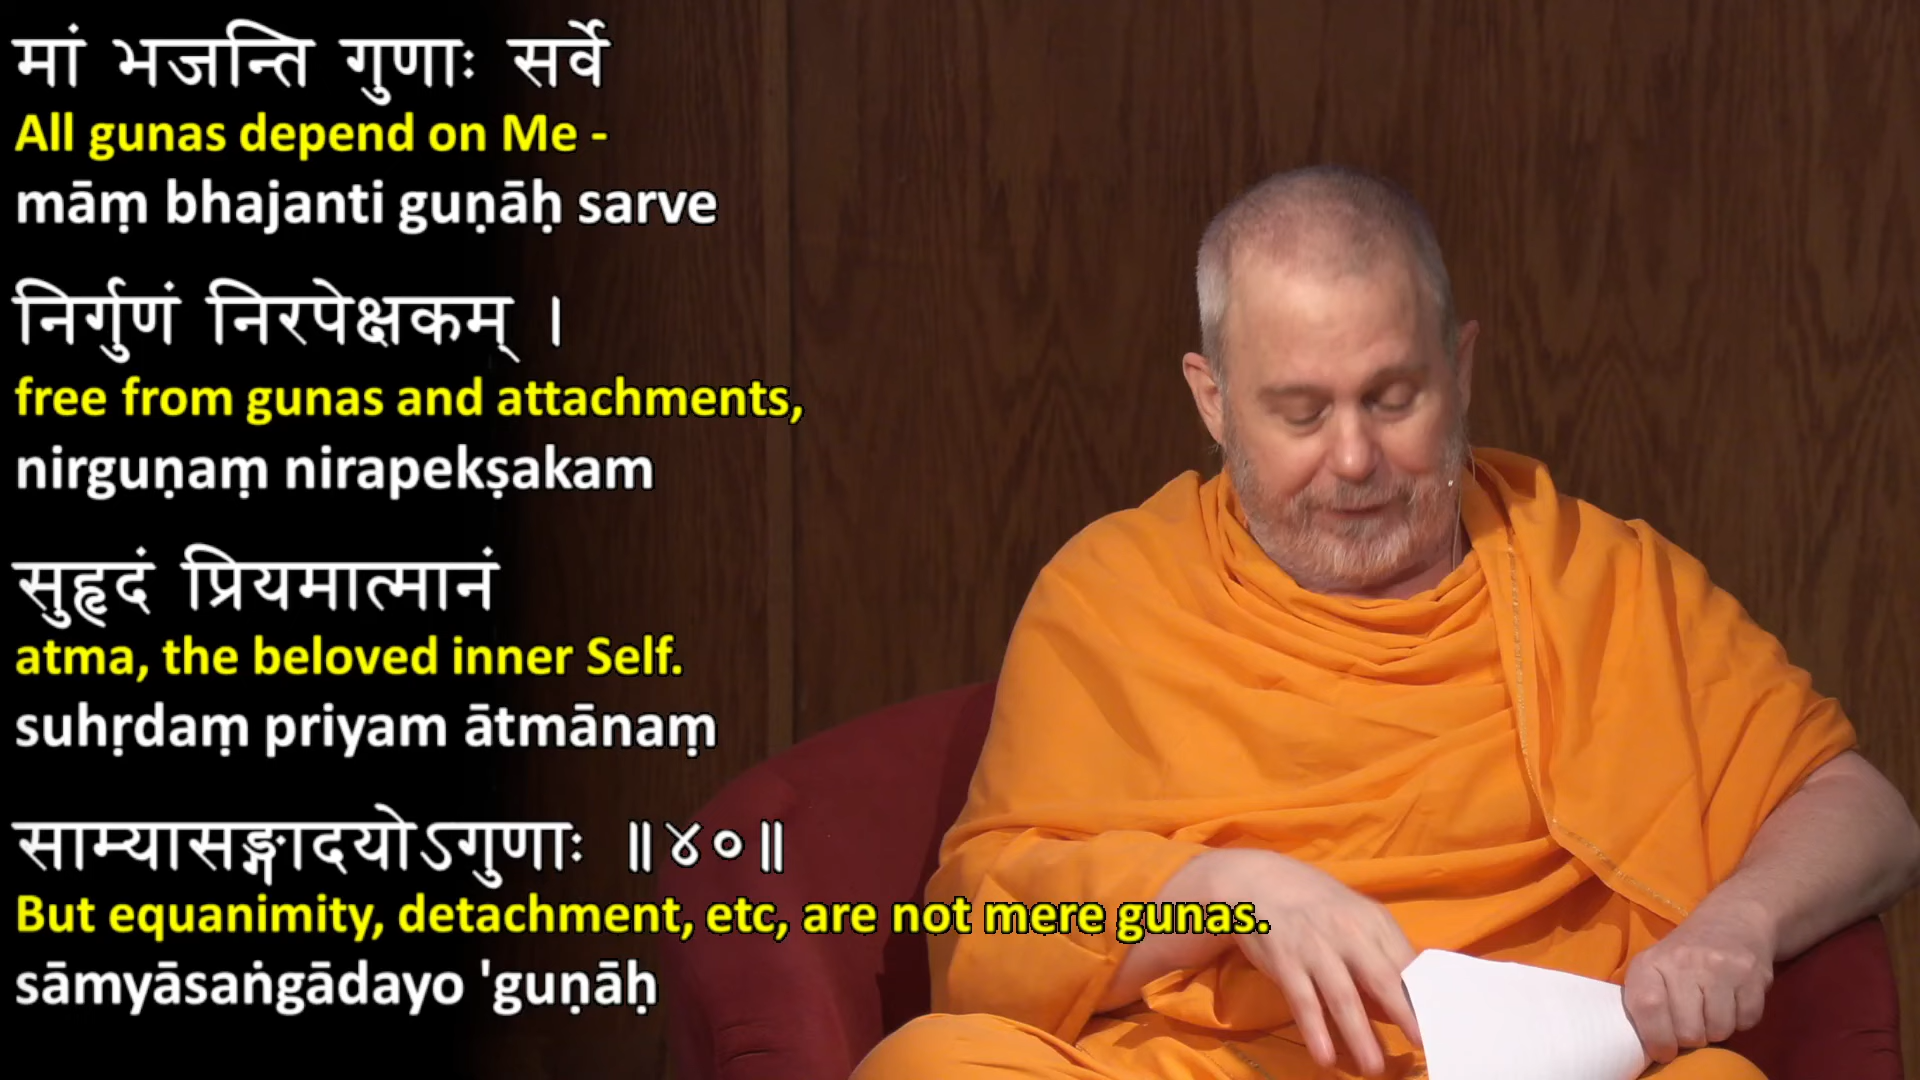 मां भजन्ति गुणाः सर्वे
All gunas depend on Me -
māṃ bhajanti guṇāḥ sarve
निर्गुणं निरपेक्षकम् ।
free from gunas and attachments,
nirguṇaṃ nirapekṣakam
सुहृदं प्रियमात्मानं
atma, the beloved inner Self.
suhṛdaṃ priyam ātmānaṃ
साम्यासङ्गादयोऽगुणाः ॥४०॥
But equanimity, detachment, etc, are not mere gunas.
sāmyāsaṅgādayo 'guṇāḥ